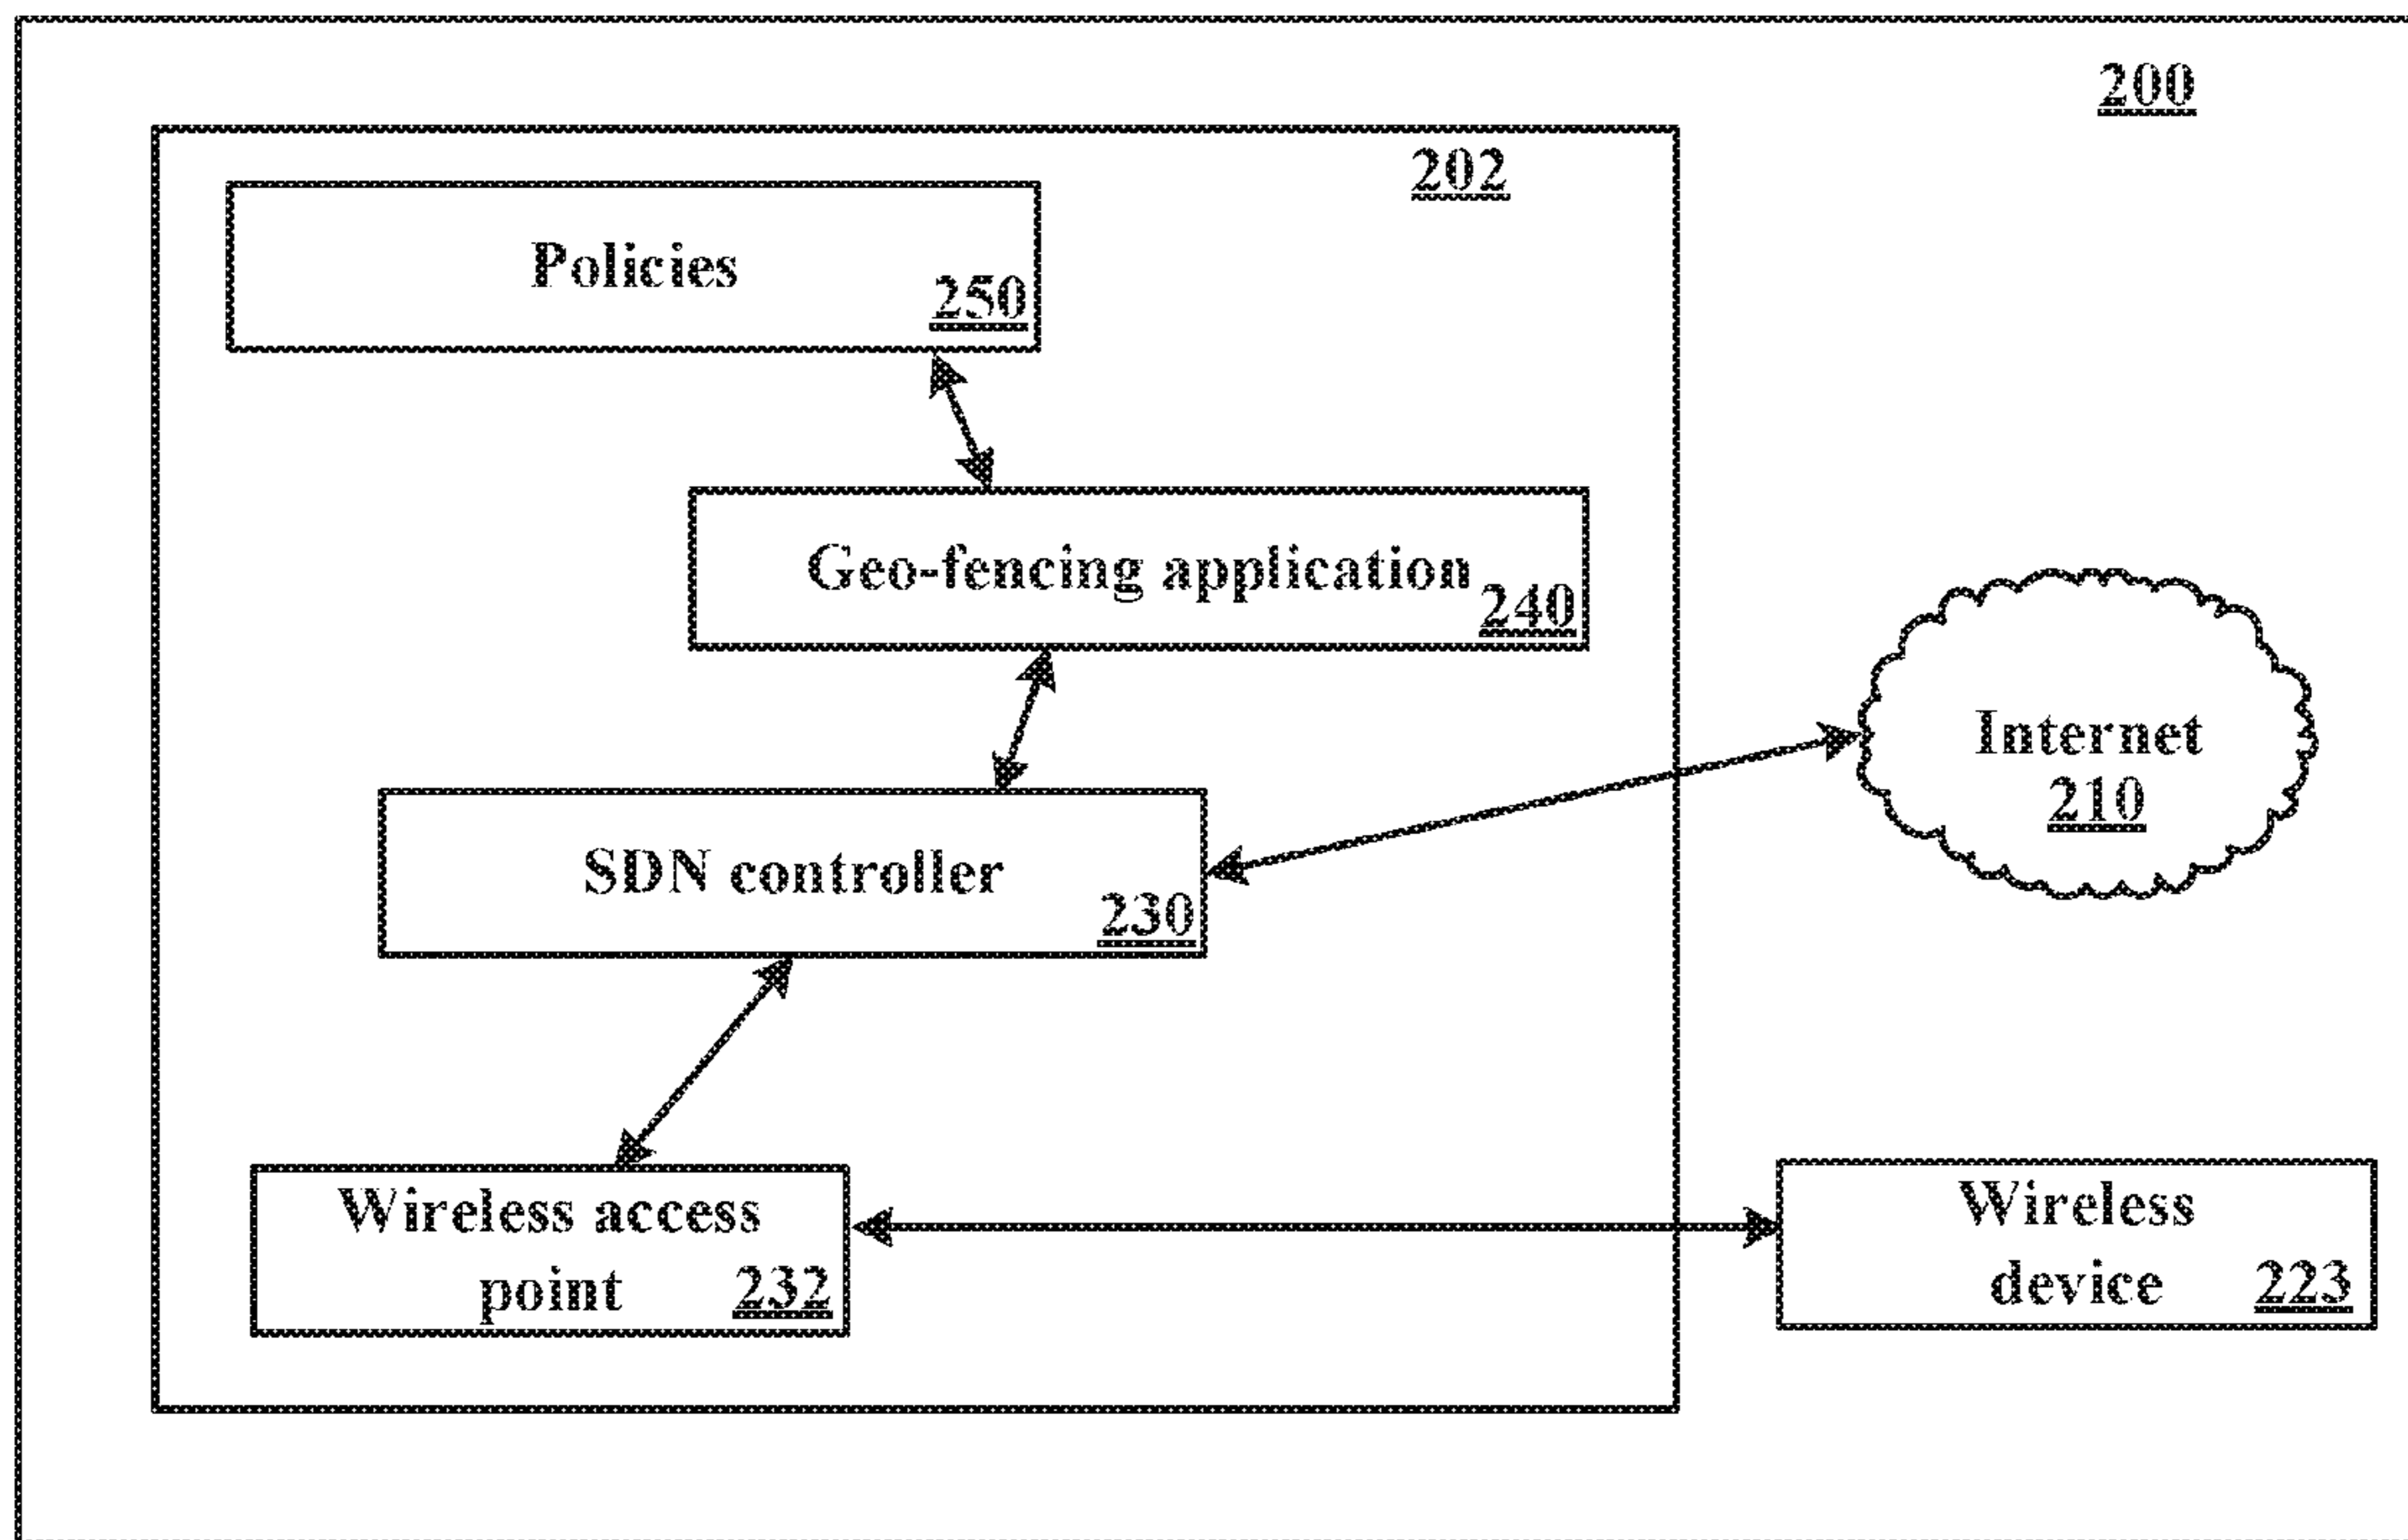 200
202
Policies
250
Geo-fencing application
240
Internet
210
SDN controller
230
Wireless access
point 232
Wireless
device 223